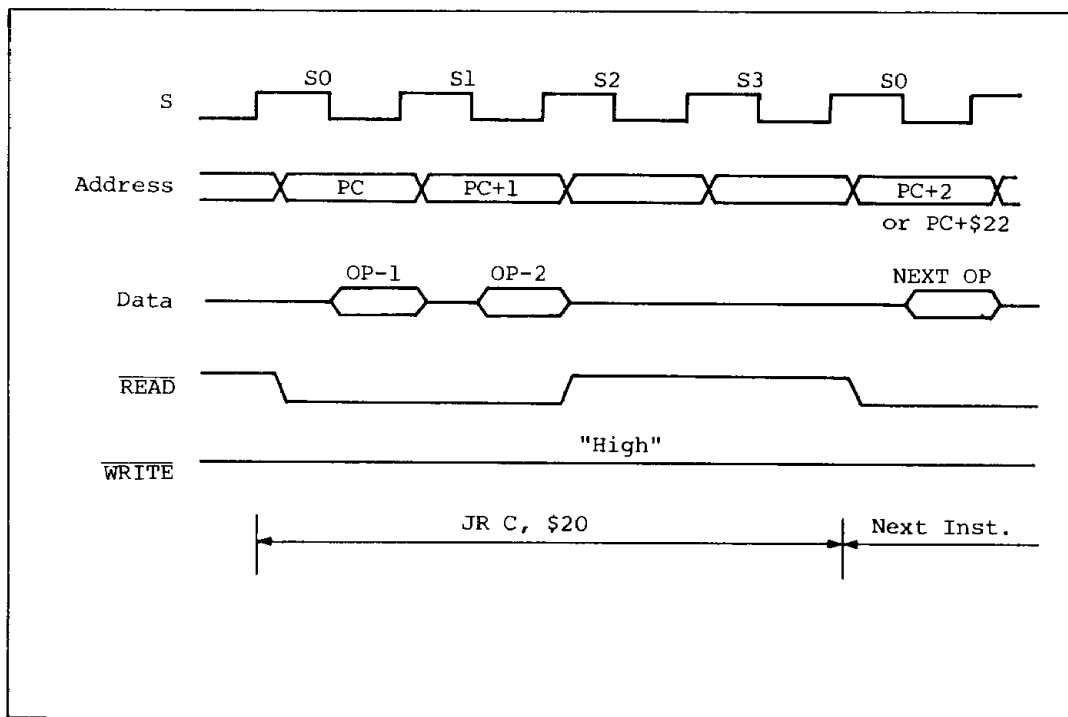 S0 S1 S2 S3 S0
S
Address PC PC+1 PC+2
or PC+$22
OP-1 OP-2 NEXT OP
Data
READ
"High"
WRITE
JR C, $20 Next Inst.